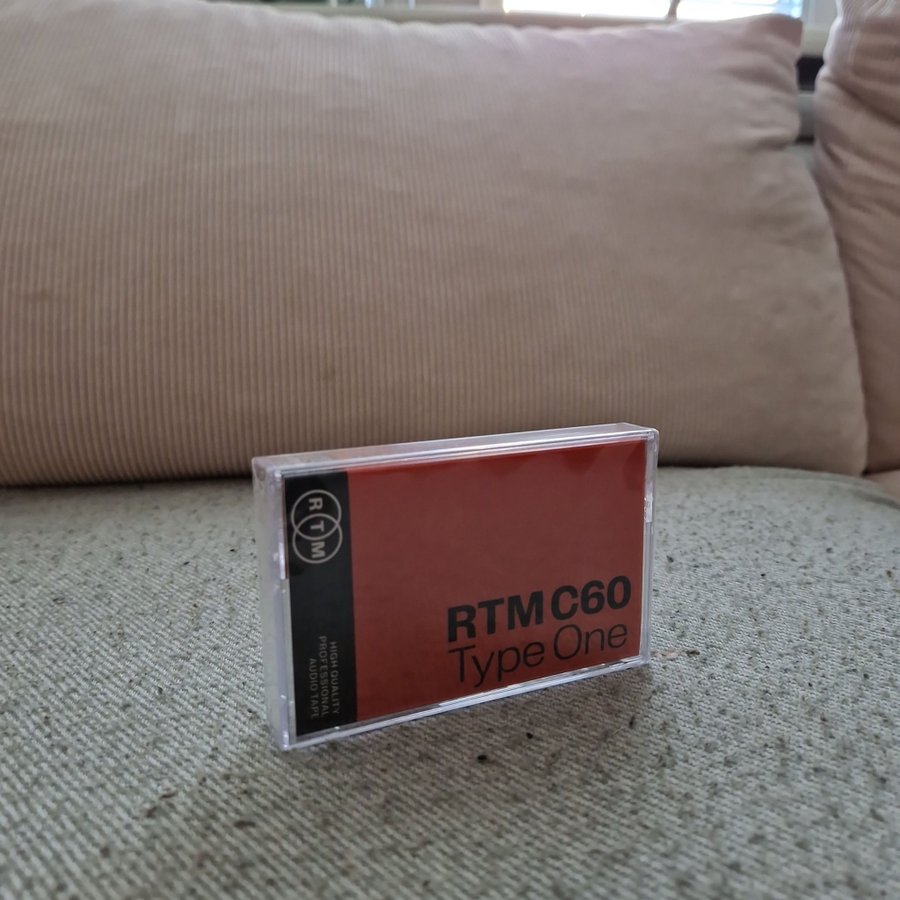 RTM
HIGH QUALITY
PROFESSIONAL
AUDIO TAPE
RTM C60
Type One